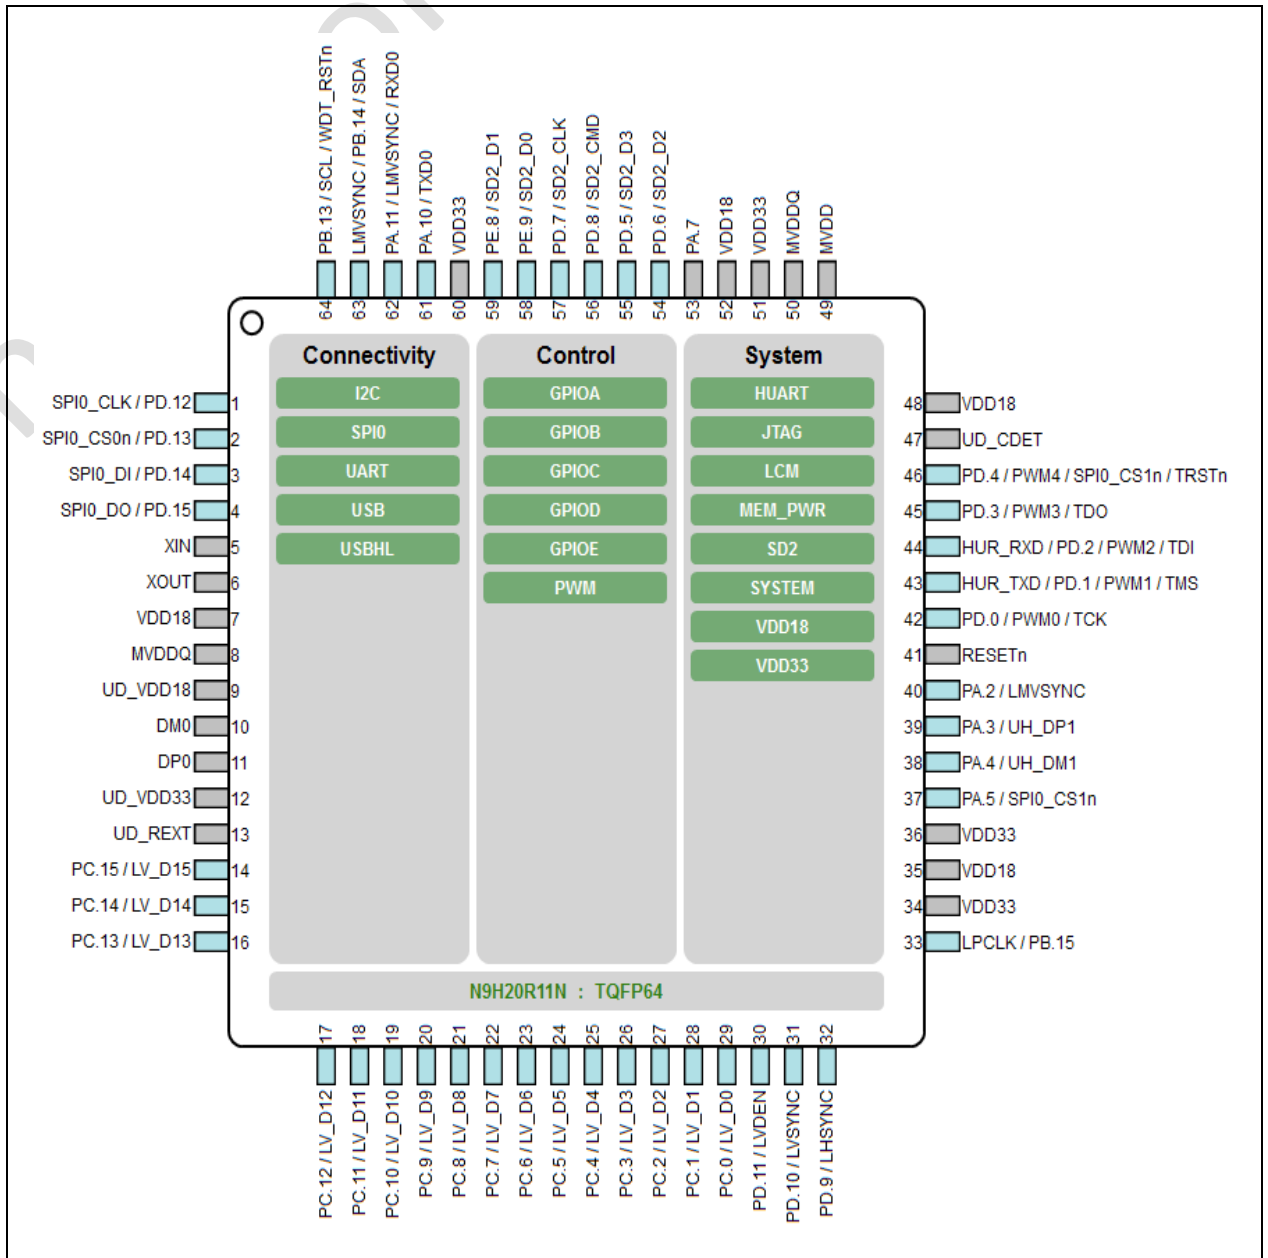 PB.13 / SCL / WDT_RSTn
LMVSYNC / PB.14 / SDA
PA.11 / LMVSYNC / RXD0
PA.10 / TXD0
VDD33
PE.8 / SD2_D1
PE.9 / SD2_D0
PD.7 / SD2_CLK
PD.8 / SD2_CMD
PD.5 / SD2_D3
PD.6 / SD2_D2
PA.7
VDD18
VDD33
MVDDQ
MVDD
64
63
62
61
60
59
58
57
56
55
54
53
52
51
50
49
SPI0_CLK / PD.12 1
SPI0_CS0n / PD.13 2
SPI0_DI / PD.14 3
SPI0_DO / PD.15 4
XIN 5
XOUT 6
VDD18 7
MVDDQ 8
UD_VDD18 9
DM0 10
DP0 11
UD_VDD33 12
UD_REXT 13
PC.15 / LV_D15 14
PC.14 / LV_D14 15
PC.13 / LV_D13 16
Connectivity
I2C
SPI0
UART
USB
USBHL
Control
GPIOA
GPIOB
GPIOC
GPIOD
GPIOE
PWM
System
HUART
JTAG
LCM
MEM_PWR
SD2
SYSTEM
VDD18
VDD33
48 VDD18
47 UD_CDET
46 PD.4 / PWM4 / SPI0_CS1n / TRSTn
45 PD.3 / PWM3 / TDO
44 HUR_RXD / PD.2 / PWM2 / TDI
43 HUR_TXD / PD.1 / PWM1 / TMS
42 PD.0 / PWM0 / TCK
41 RESETn
40 PA.2 / LMVSYNC
39 PA.3 / UH_DP1
38 PA.4 / UH_DM1
37 PA.5 / SPI0_CS1n
36 VDD33
35 VDD18
34 VDD33
33 LPCLK / PB.15
N9H20R11N : TQFP64
17
18
19
20
21
22
23
24
25
26
27
28
29
30
31
32
PC.12 / LV_D12
PC.11 / LV_D11
PC.10 / LV_D10
PC.9 / LV_D9
PC.8 / LV_D8
PC.7 / LV_D7
PC.6 / LV_D6
PC.5 / LV_D5
PC.4 / LV_D4
PC.3 / LV_D3
PC.2 / LV_D2
PC.1 / LV_D1
PC.0 / LV_D0
PD.11 / LVDEN
PD.10 / LVSYNC
PD.9 / LHSYNC